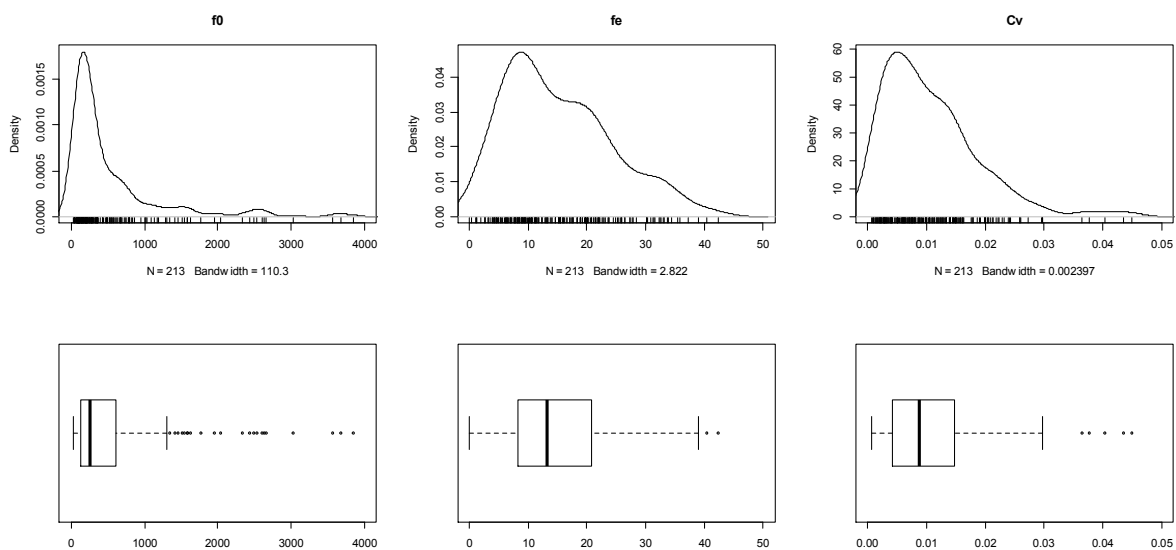 f0
Density
0.0000 0.0005 0.0010 0.0015
0 1000 2000 3000 4000
N = 213 Bandwidth = 110.3
fe
Density
0.00 0.01 0.02 0.03 0.04
0 10 20 30 40 50
N = 213 Bandwidth = 2.822
Cv
Density
0 10 20 30 40 50 60
0.00 0.01 0.02 0.03 0.04 0.05
N = 213 Bandwidth = 0.002397
0 1000 2000 3000 4000
0 10 20 30 40 50
0.00 0.01 0.02 0.03 0.04 0.05